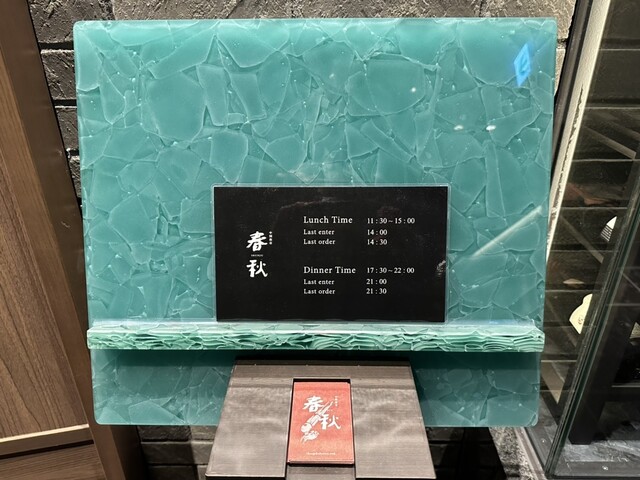 春
秋
Lunch Time 11:30~15:00
Last enter 14:00
Last order 14:30
Dinner Time 17:30~22:00
Last enter 21:00
Last order 21:30
春
秋